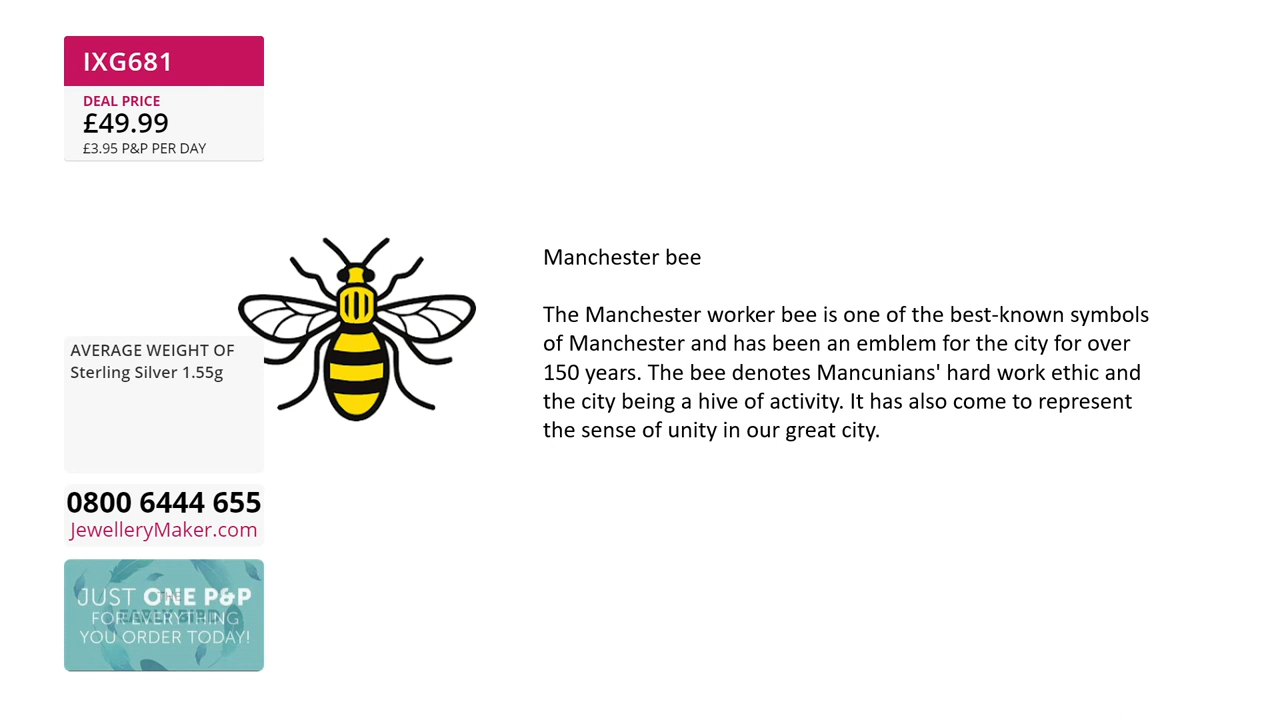 IXG681
DEAL PRICE
£49.99
£3.95 P&P PER DAY
AVERAGE WEIGHT OF
Sterling Silver 1.55g
0800 6444 655
JewelleryMaker.com
JUST ONE P&P
FOR EVERYTHING
YOU ORDER TODAY!
Manchester bee
The Manchester worker bee is one of the best-known symbols
of Manchester and has been an emblem for the city for over
150 years. The bee denotes Mancunians' hard work ethic and
the city being a hive of activity. It has also come to represent
the sense of unity in our great city.